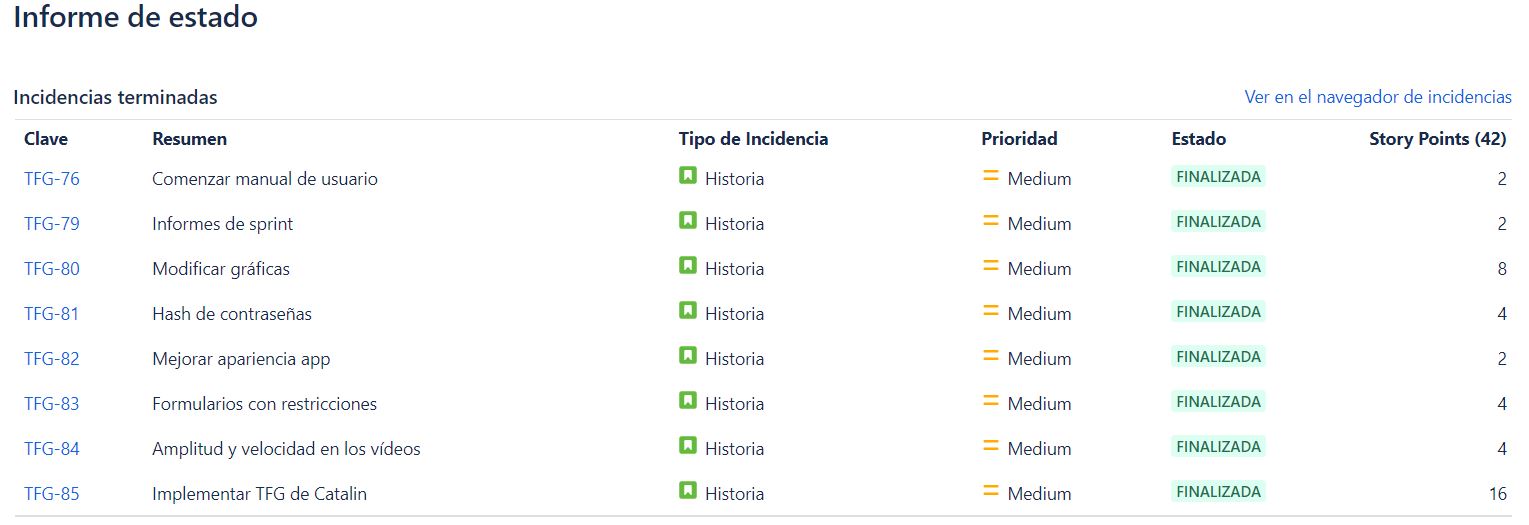 Informe de estado
Incidencias terminadas Ver en el navegador de incidencias
Clave Resumen Tipo de Incidencia Prioridad Estado Story Points (42)
TFG-76 Comenzar manual de usuario Historia Medium FINALIZADA 2
TFG-79 Informes de sprint Historia Medium FINALIZADA 2
TFG-80 Modificar gráficas Historia Medium FINALIZADA 8
TFG-81 Hash de contraseñas Historia Medium FINALIZADA 4
TFG-82 Mejorar apariencia app Historia Medium FINALIZADA 2
TFG-83 Formularios con restricciones Historia Medium FINALIZADA 4
TFG-84 Amplitud y velocidad en los vídeos Historia Medium FINALIZADA 4
TFG-85 Implementar TFG de Catalin Historia Medium FINALIZADA 16